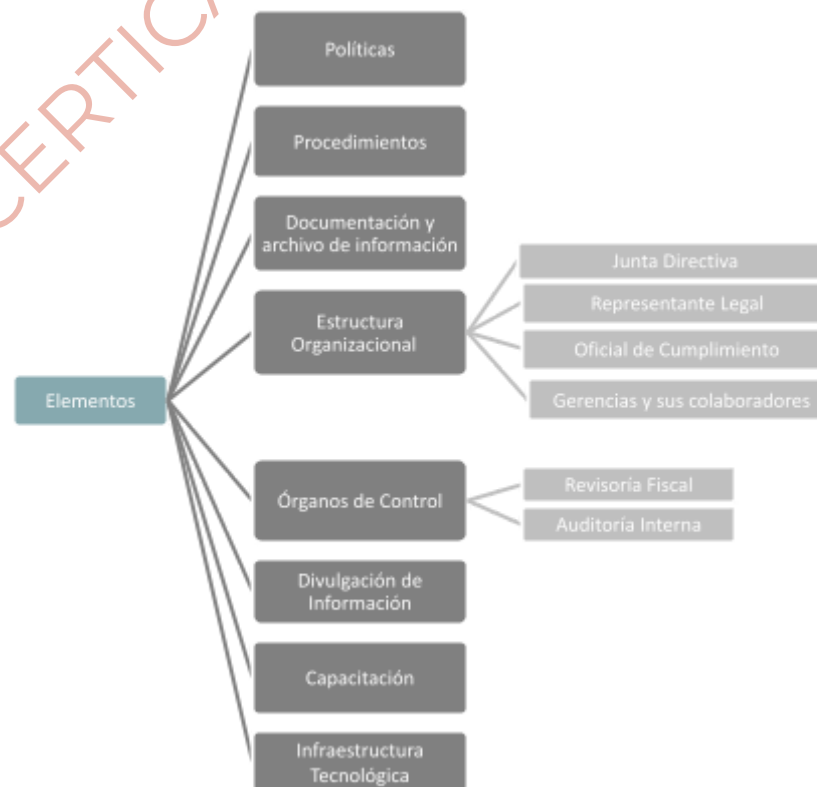 CERTICA
Políticas
Procedimientos
Documentación y
archivo de información
Estructura
Organizacional
Junta Directiva
Representante Legal
Oficial de Cumplimiento
Gerencias y sus colaboradores
Elementos
Órganos de Control
Revisoría Fiscal
Auditoría Interna
Divulgación de
Información
Capacitación
Infraestructura
Tecnológica